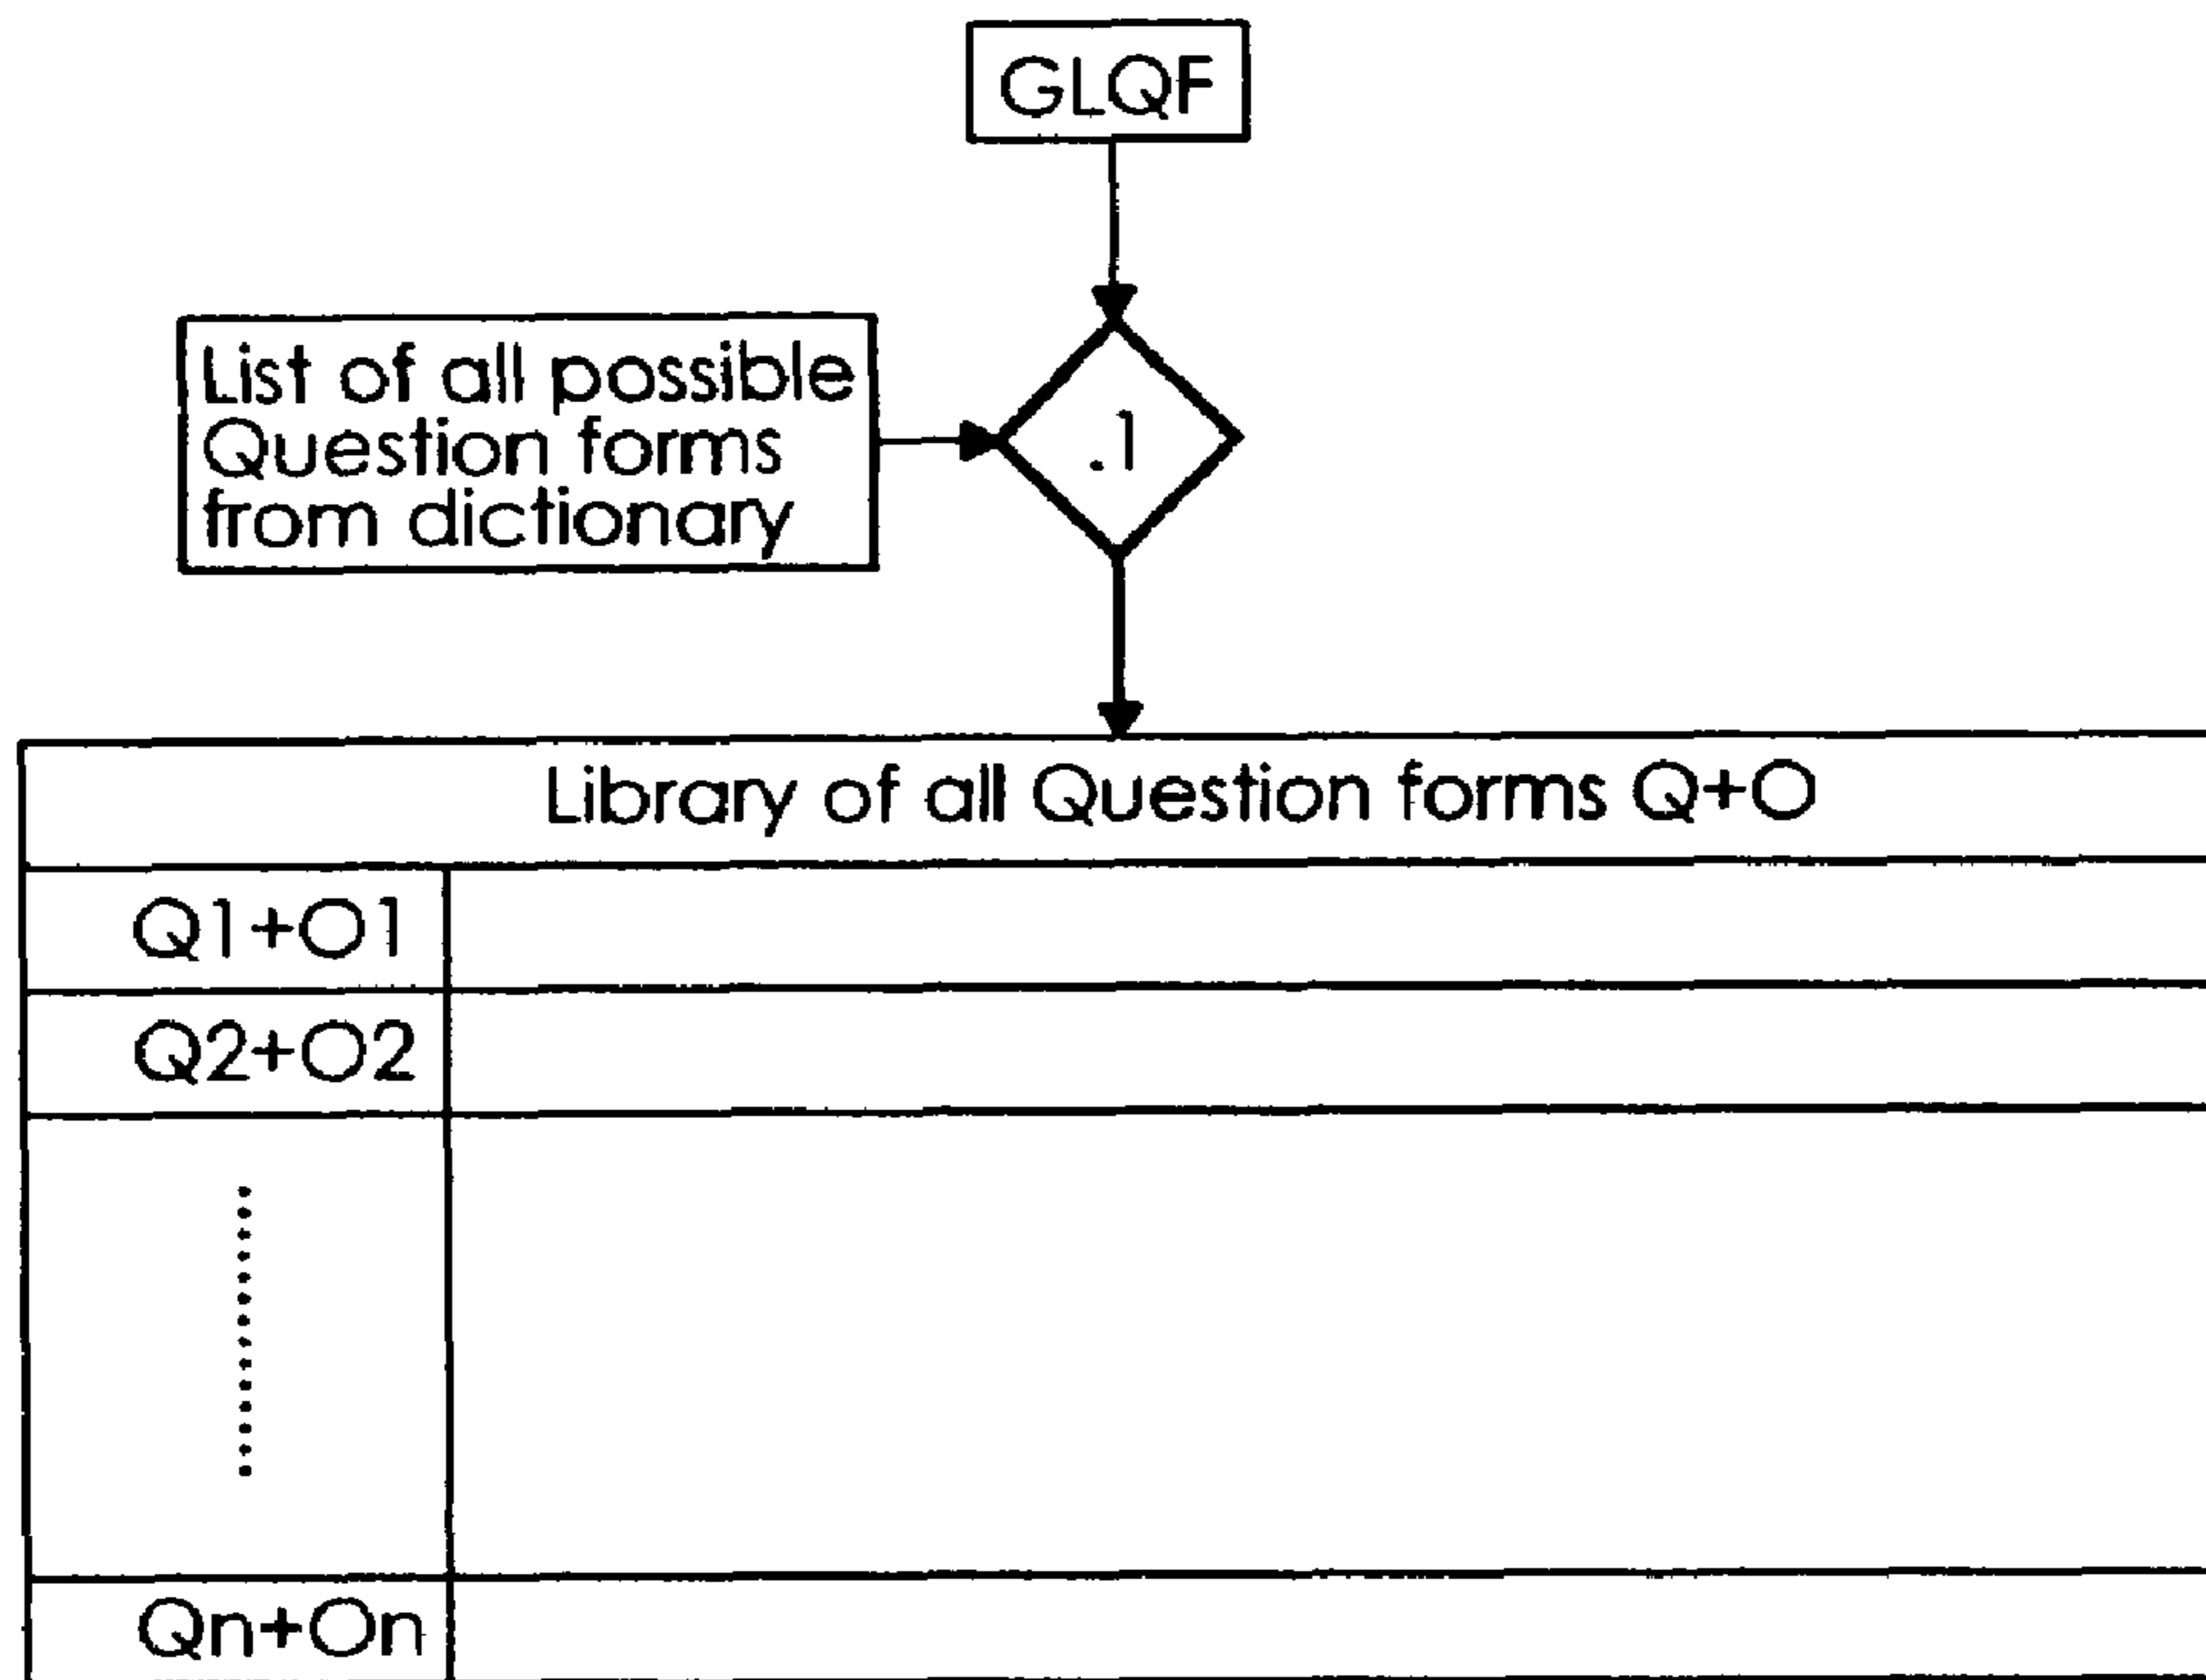 GLQF
List of all possible
Question forms
from dictionary
.1
Library of all Question forms Q+O
Q1+O1
Q2+O2
Qn+On